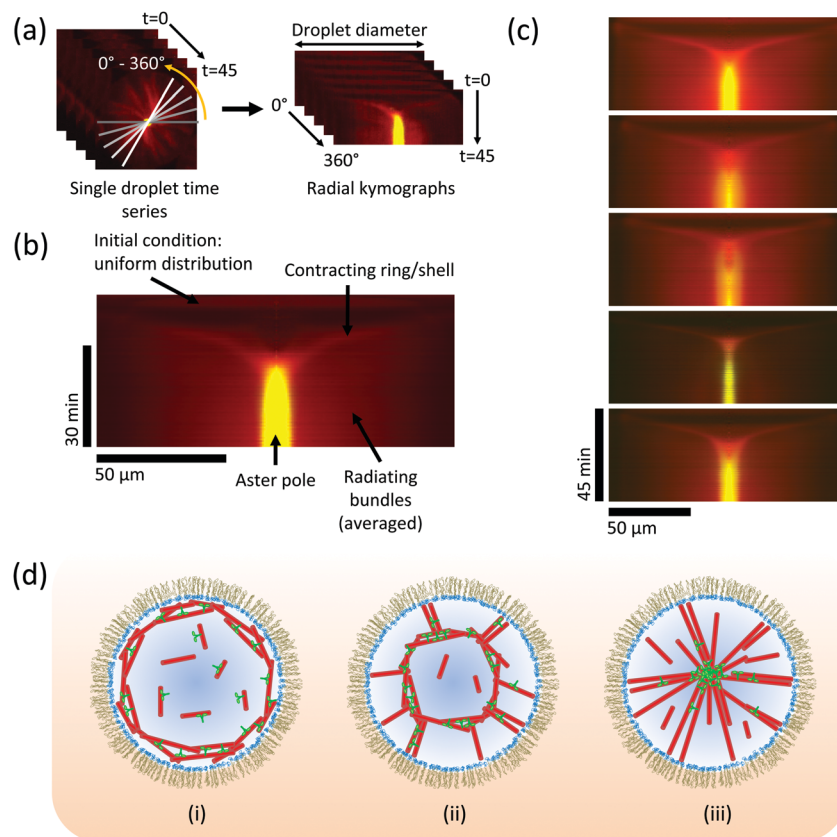 (a)
t=0
0° - 360°
t=45
Single droplet time
series
Droplet diameter
t=0
0°
360°
t=45
Radial kymographs
(b)
Initial condition:
uniform distribution
Contracting ring/shell
30 min
50 µm
Aster pole
Radiating
bundles
(averaged)
(c)
45 min
50 µm
(d)
(i)
(ii)
(iii)